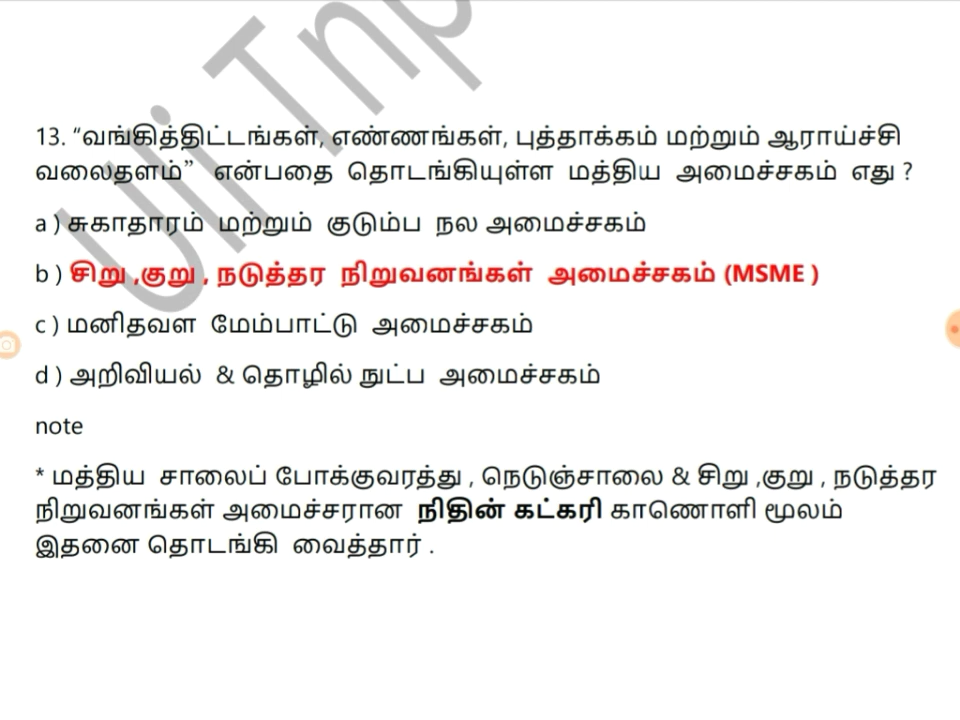 13. “வங்கித்திட்டங்கள், எண்ணங்கள், புத்தாக்கம் மற்றும் ஆராய்ச்சி
வலைதளம்” என்பதை தொடங்கியுள்ள மத்திய அமைச்சகம் எது ?
a ) சுகாதாரம் மற்றும் குடும்ப நல அமைச்சகம்
b ) சிறு ,குறு , நடுத்தர நிறுவனங்கள் அமைச்சகம் (MSME )
c ) மனிதவள மேம்பாட்டு அமைச்சகம்
d ) அறிவியல் & தொழில் நுட்ப அமைச்சகம்
note
* மத்திய சாலைப் போக்குவரத்து , நெடுஞ்சாலை & சிறு ,குறு , நடுத்தர
நிறுவனங்கள் அமைச்சரான நிதின் கட்கரி காணொளி மூலம்
இதனை தொடங்கி வைத்தார் .